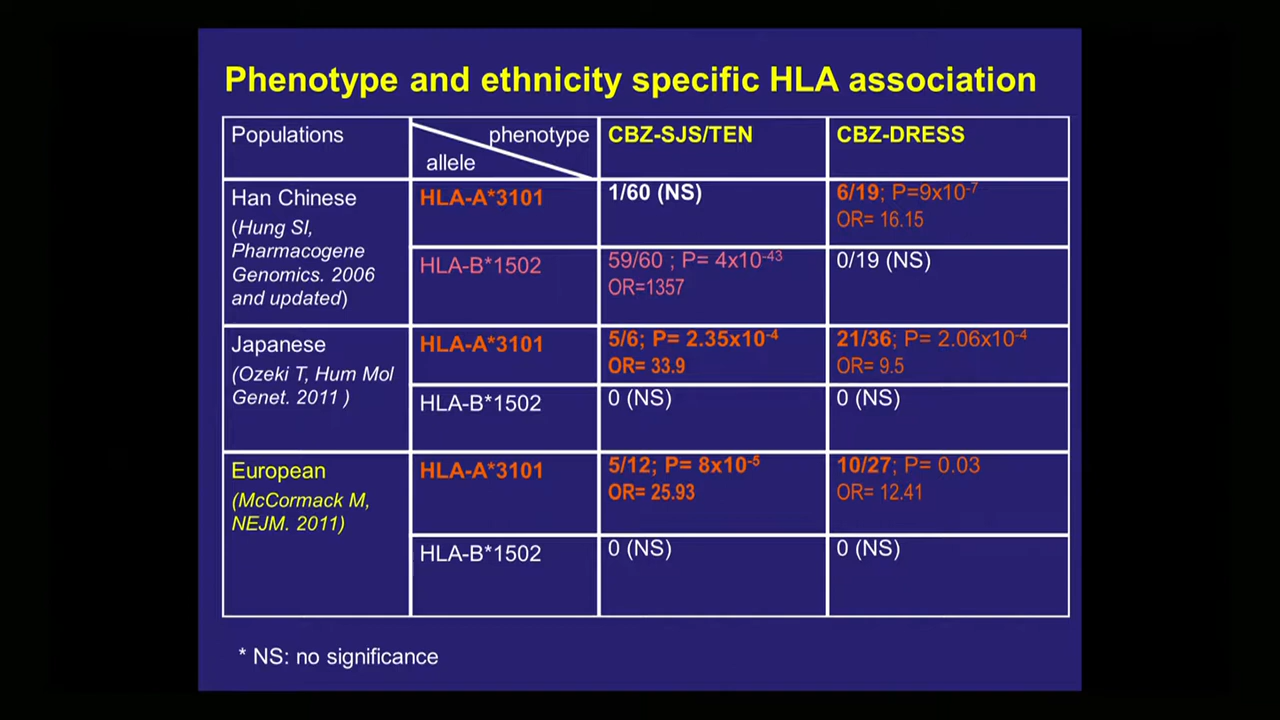 Phenotype and ethnicity specific HLA association
Populations
phenotype
allele
CBZ-SJS/TEN
CBZ-DRESS
Han Chinese
(Hung SI,
Pharmacogene
Genomics. 2006
and updated)
HLA-A*3101
1/60 (NS)
6/19; P=9x10-7
OR= 16.15
HLA-B*1502
59/60 ; P= 4x10-43
OR=1357
0/19 (NS)
Japanese
(Ozeki T, Hum Mol
Genet. 2011 )
HLA-A*3101
5/6; P= 2.35x10-4
OR= 33.9
21/36; P= 2.06x10-4
OR= 9.5
HLA-B*1502
0 (NS)
0 (NS)
European
(McCormack M,
NEJM. 2011)
HLA-A*3101
5/12; P= 8x10-5
OR= 25.93
10/27; P= 0.03
OR= 12.41
HLA-B*1502
0 (NS)
0 (NS)
* NS: no significance